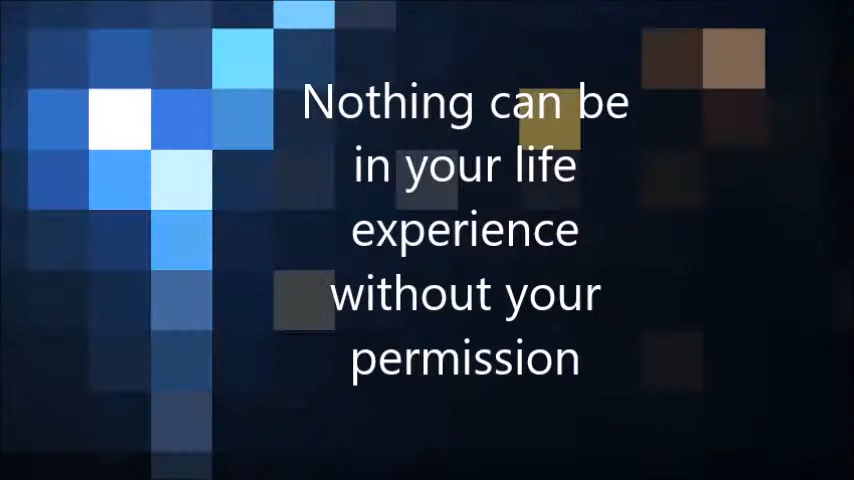 Nothing can be
in your life
experience
without your
permission